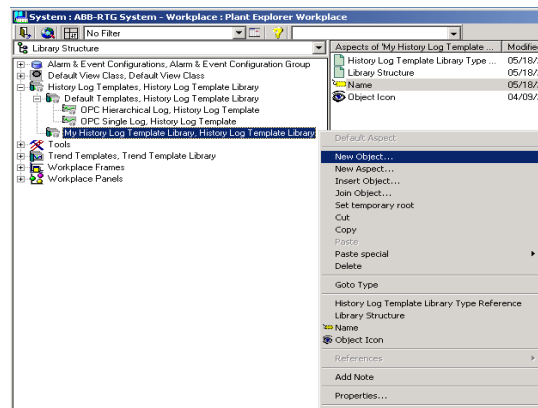 System : ABB-RTG System - Workplace : Plant Explorer Workplace
No Filter
Library Structure
Alarm & Event Configurations, Alarm & Event Configuration Group
Default View Class, Default View Class
History Log Templates, History Log Template Library
Default Templates, History Log Template Library
OPC Hierarchical Log, History Log Template
OPC Single Log, History Log Template
My History Log Template Library, History Log Template Library
Tools
Trend Templates, Trend Template Library
Workplace Frames
Workplace Panels
Aspects of 'My History Log Template ... Modifie
History Log Template Library Type ... 05/18/
Library Structure 05/18/
Name 05/18/
Object Icon 04/09/
Default Aspect
New Object...
New Aspect...
Insert Object...
Join Object...
Set temporary root
Cut
Copy
Paste
Paste special
Delete
Goto Type
History Log Template Library Type Reference
Library Structure
Name
Object Icon
References
Add Note
Properties...